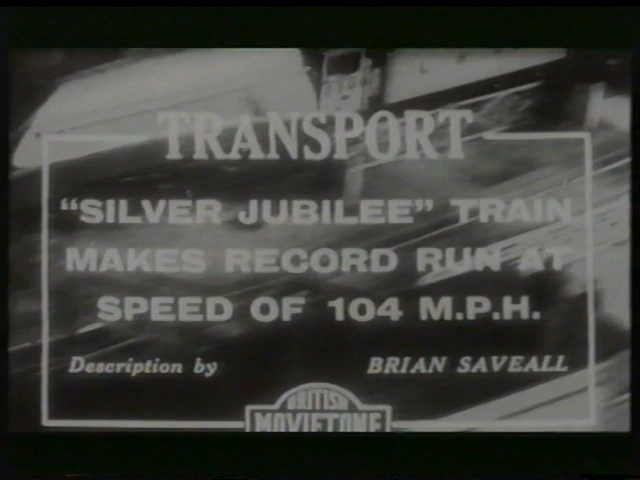 TRANSPORT
“SILVER JUBILEE” TRAIN
MAKES RECORD RUN AT
SPEED OF 104 M.P.H.
Description by BRIAN SAVEALL
BRITISH
MOVIETONE